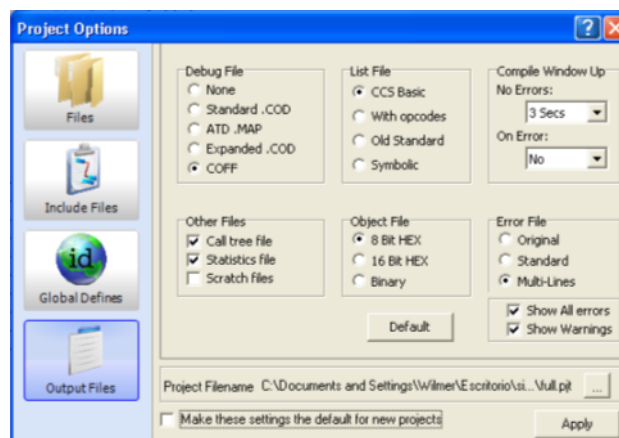 Project Options
Files
Include Files
id
Global Defines
Output Files
Debug File
None
Standard .COD
ATD .MAP
Expanded .COD
COFF
List File
CCS Basic
With opcodes
Old Standard
Symbolic
Compile Window Up
No Errors:
3 Secs
On Error:
No
Other Files
Call tree file
Statistics file
Scratch files
Object File
8 Bit HEX
16 Bit HEX
Binary
Error File
Original
Standard
Multi-Lines
Default
Show All errors
Show Warnings
Project Filename C:\Documents and Settings\Wilmer\Escritorio\si...\full.pjt ...
Make these settings the default for new projects
Apply